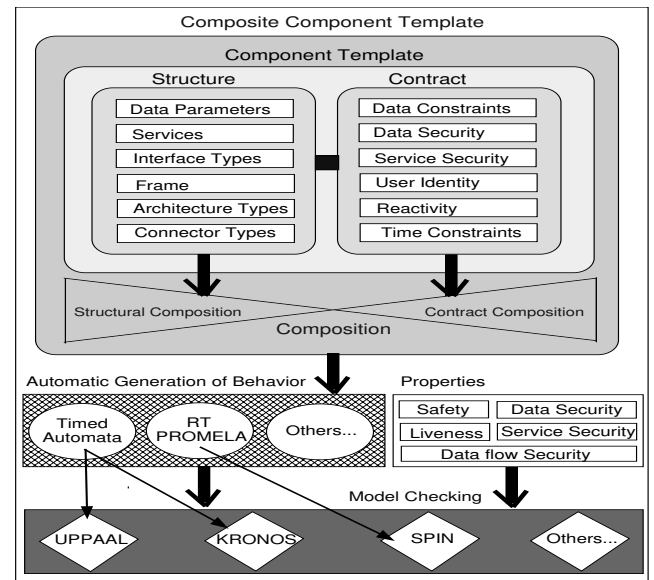 Composite Component Template
Component Template
Structure
Data Parameters
Services
Interface Types
Frame
Architecture Types
Connector Types
Contract
Data Constraints
Data Security
Service Security
User Identity
Reactivity
Time Constraints
Structural Composition
Contract Composition
Composition
Automatic Generation of Behavior
Timed
Automata
RT
PROMELA
Others...
Properties
Safety
Data Security
Liveness
Service Security
Data flow Security
Model Checking
UPPAAL
KRONOS
SPIN
Others...